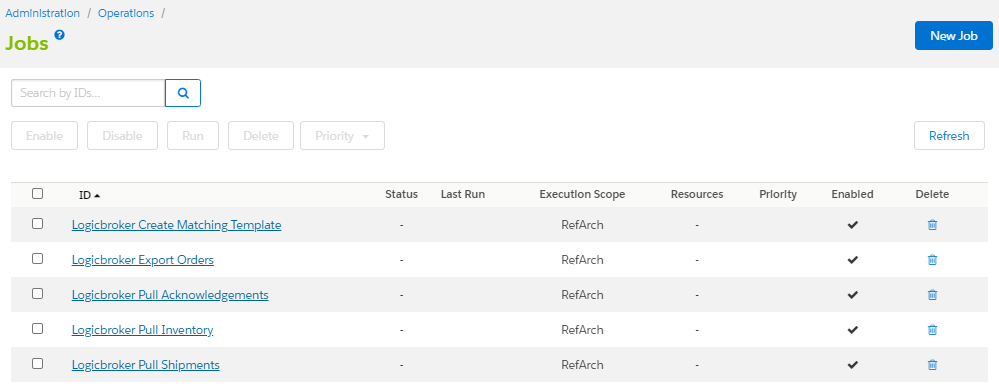 Administration / Operations /
Jobs ?
New Job
Search by IDs...
Enable Disable Run Delete Priority
Refresh
ID Status Last Run Execution Scope Resources Priority Enabled Delete
Logicbroker Create Matching Template - RefArch -
Logicbroker Export Orders - RefArch -
Logicbroker Pull Acknowledgements - RefArch -
Logicbroker Pull Inventory - RefArch -
Logicbroker Pull Shipments - RefArch -